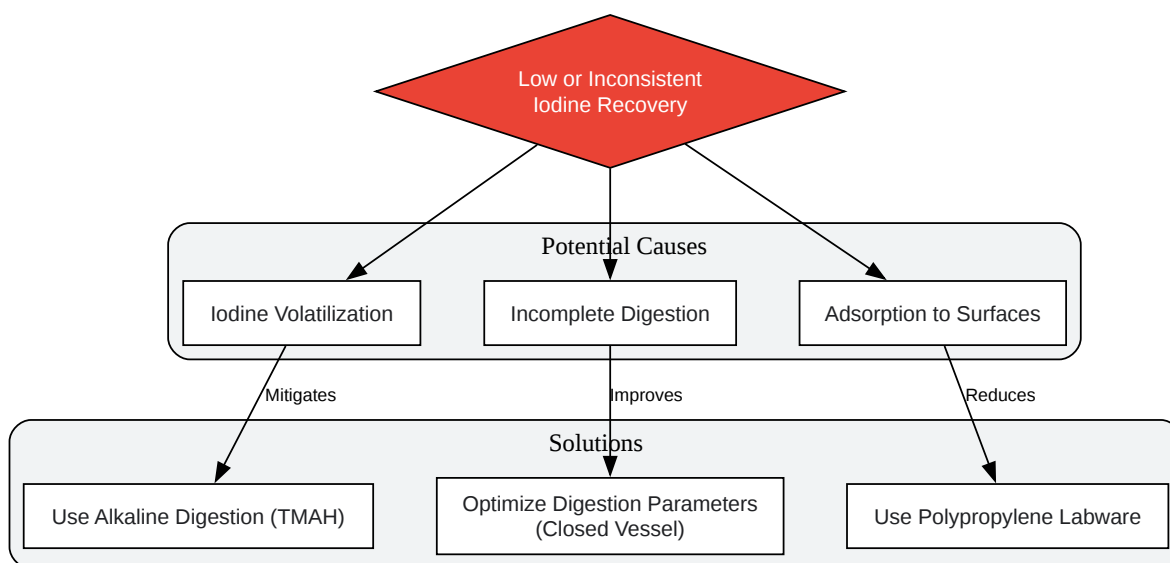 Low or Inconsistent
Iodine Recovery
Potential Causes
Iodine Volatilization
Incomplete Digestion
Adsorption to Surfaces
Mitigates
Improves
Reduces
Solutions
Use Alkaline Digestion (TMAH)
Optimize Digestion Parameters
(Closed Vessel)
Use Polypropylene Labware